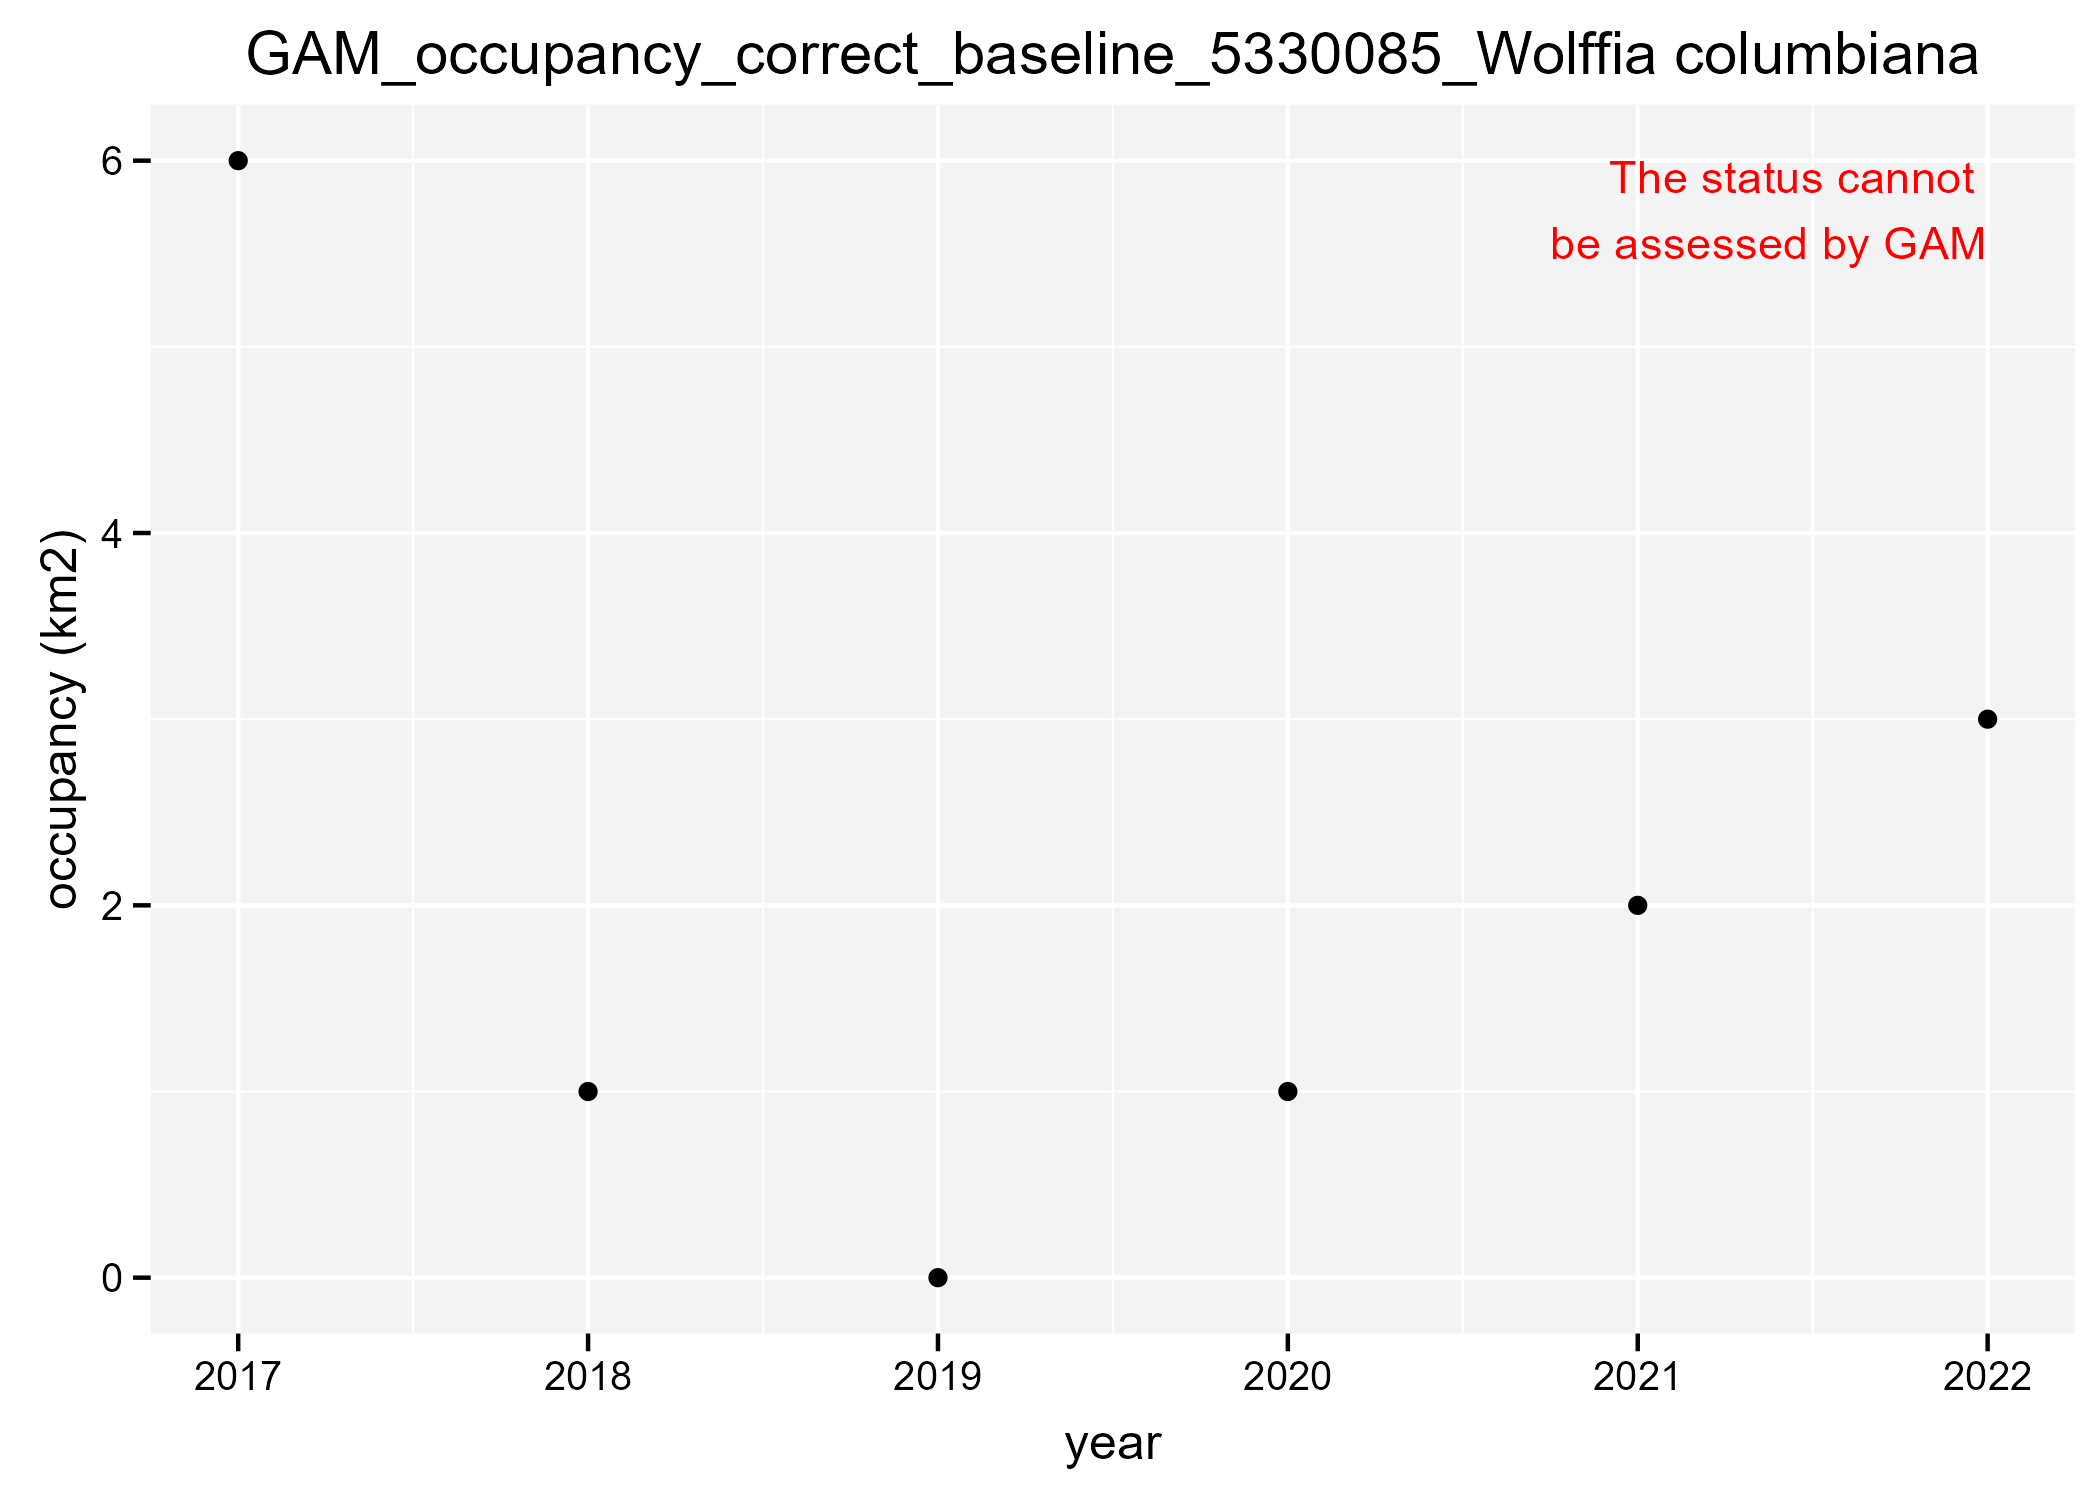 GAM_occupancy_correct_baseline_5330085_Wolffia columbiana
The status cannot
be assessed by GAM
6
4
2
0
occupancy (km2)
2017 2018 2019 2020 2021 2022
year